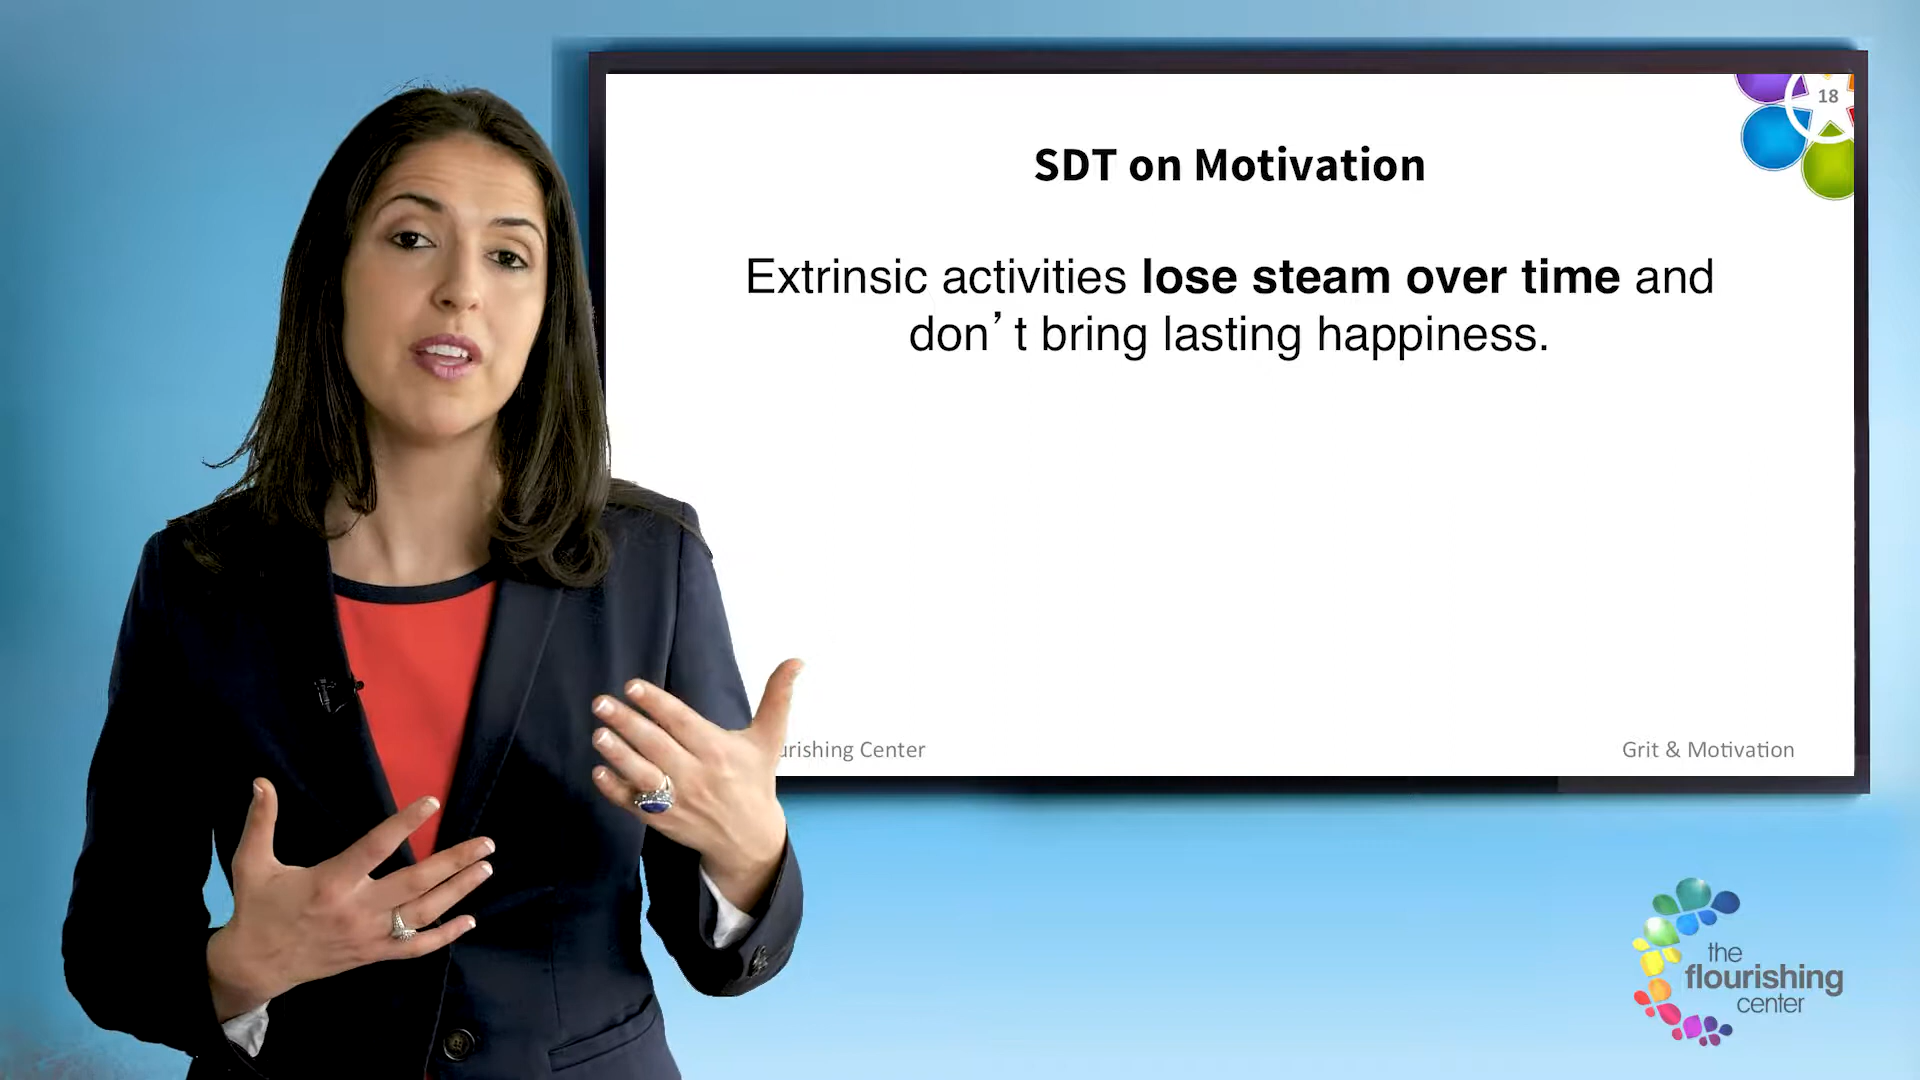 18
SDT on Motivation
Extrinsic activities lose steam over time and
don’t bring lasting happiness.
Center
Grit & Motivation
the
flourishing
center